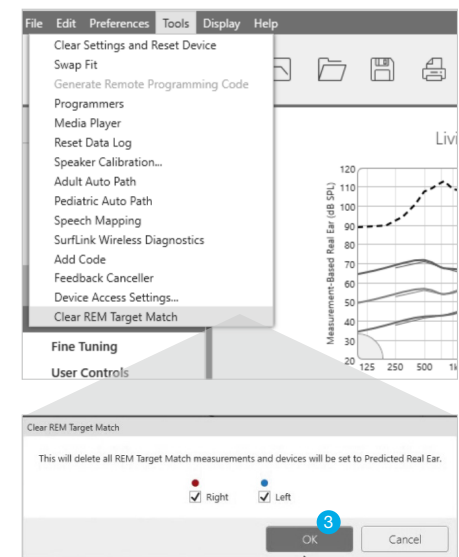 File Edit Preferences Tools Display Help
Clear Settings and Reset Device
Swap Fit
Generate Remote Programming Code
Programmers
Media Player
Reset Data Log
Speaker Calibration...
Adult Auto Path
Pediatric Auto Path
Speech Mapping
SurfLink Wireless Diagnostics
Add Code
Feedback Canceller
Device Access Settings...
Clear REM Target Match
Fine Tuning
User Controls
Livi
Measurement-Based Real Ear (dB SPL)
120
110
100
90
80
70
60
50
40
30
20
125 250 500 1k
Clear REM Target Match
This will delete all REM Target Match measurements and devices will be set to Predicted Real Ear.
Right Left
3
OK Cancel